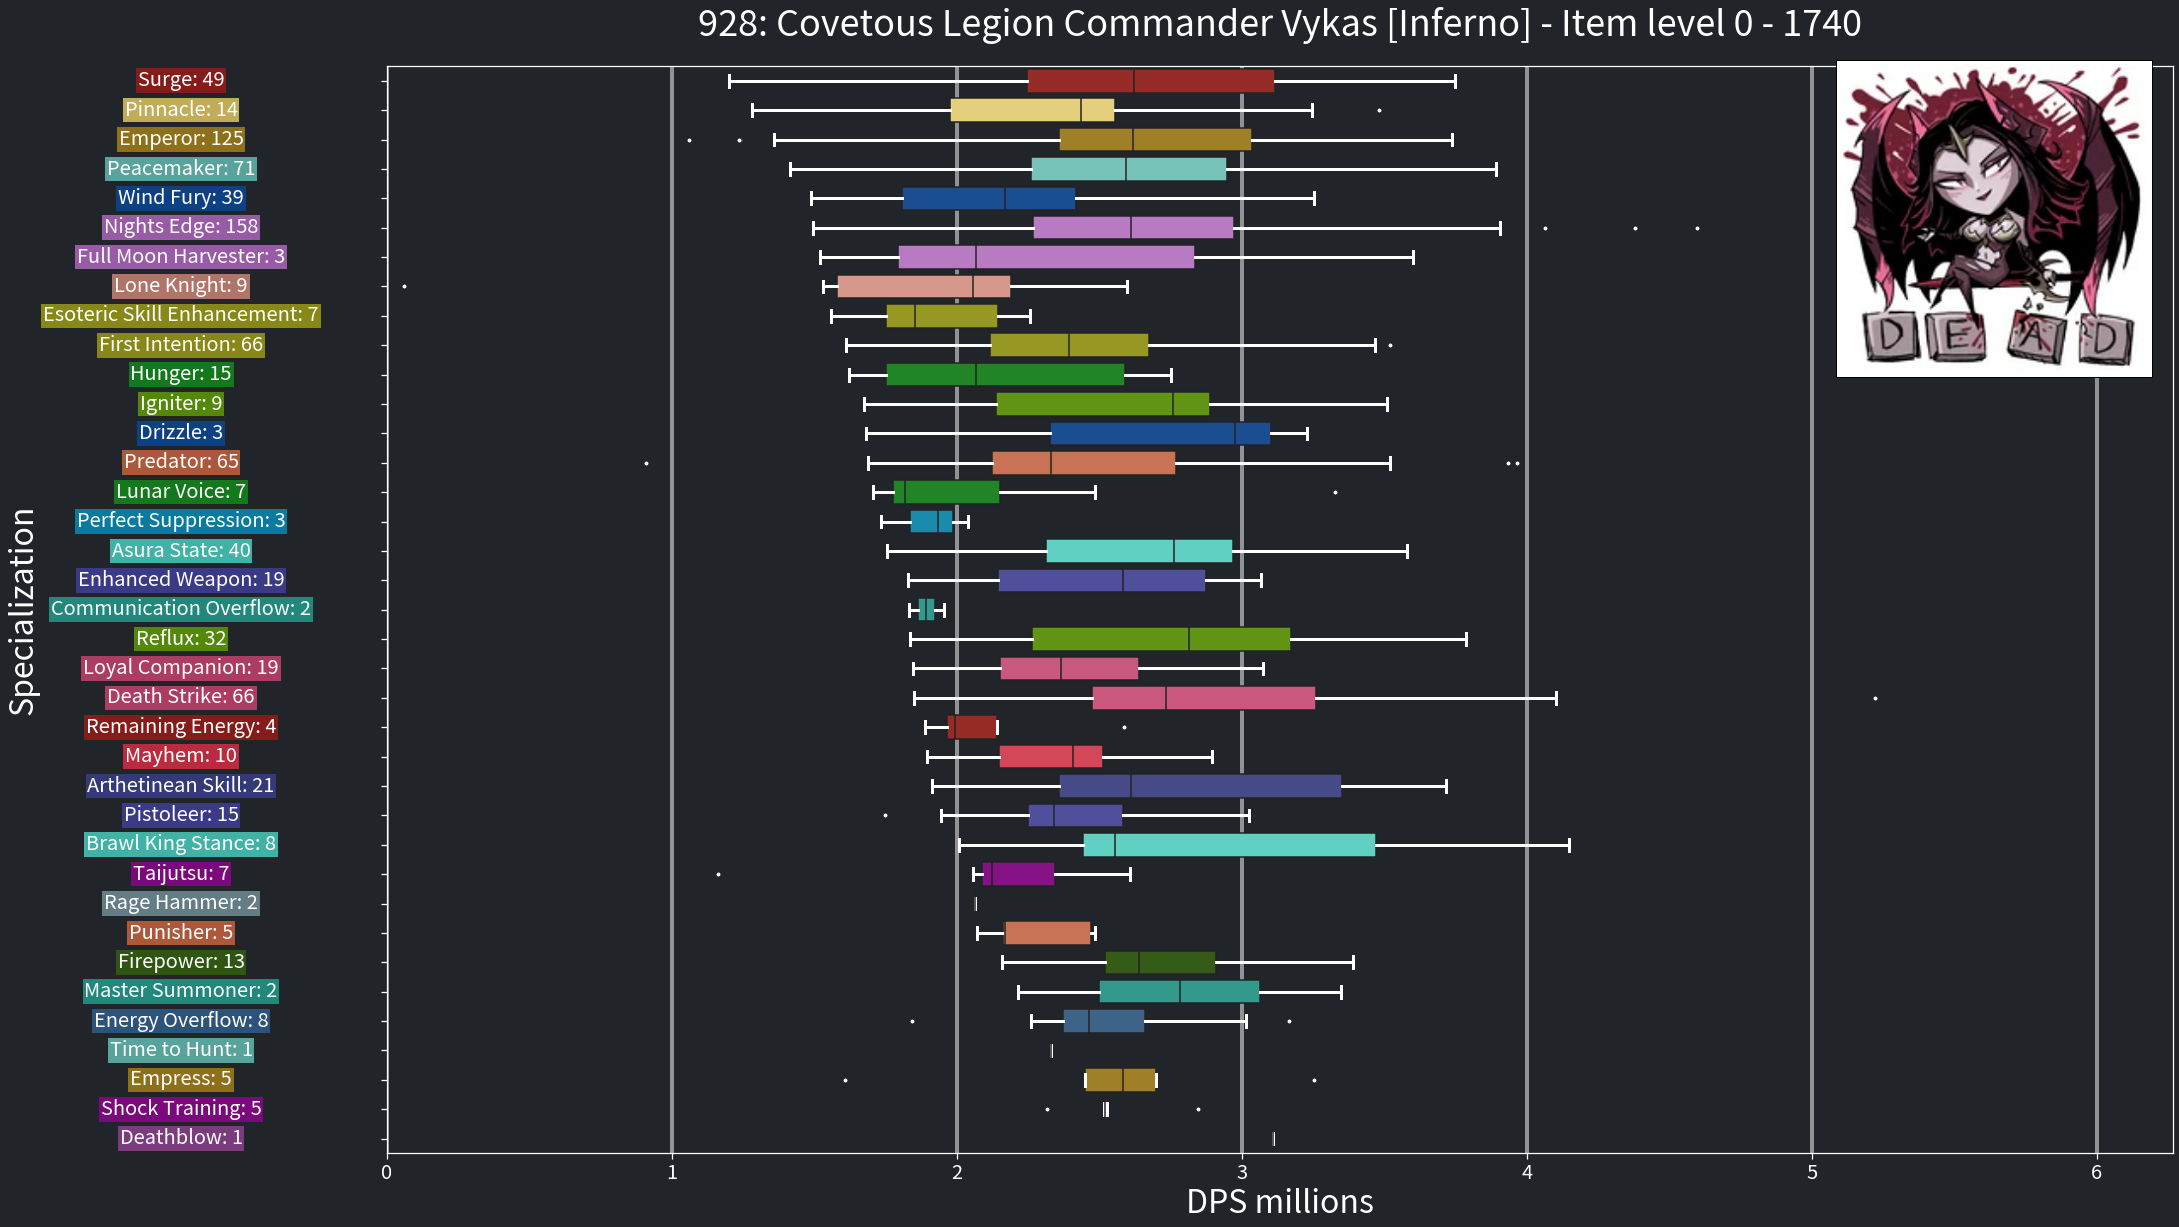 928: Covetous Legion Commander Vykas [Inferno] - Item level 0 - 1740
Specialization
Surge: 49
Pinnacle: 14
Emperor: 125
Peacemaker: 71
Wind Fury: 39
Nights Edge: 158
Full Moon Harvester: 3
Lone Knight: 9
Esoteric Skill Enhancement: 7
First Intention: 66
Hunger: 15
Igniter: 9
Drizzle: 3
Predator: 65
Lunar Voice: 7
Perfect Suppression: 3
Asura State: 40
Enhanced Weapon: 19
Communication Overflow: 2
Reflux: 32
Loyal Companion: 19
Death Strike: 66
Remaining Energy: 4
Mayhem: 10
Arthetinean Skill: 21
Pistoleer: 15
Brawl King Stance: 8
Taijutsu: 7
Rage Hammer: 2
Punisher: 5
Firepower: 13
Master Summoner: 2
Energy Overflow: 8
Time to Hunt: 1
Empress: 5
Shock Training: 5
Deathblow: 1
DEAD
0 1 2 3 4 5 6
DPS millions